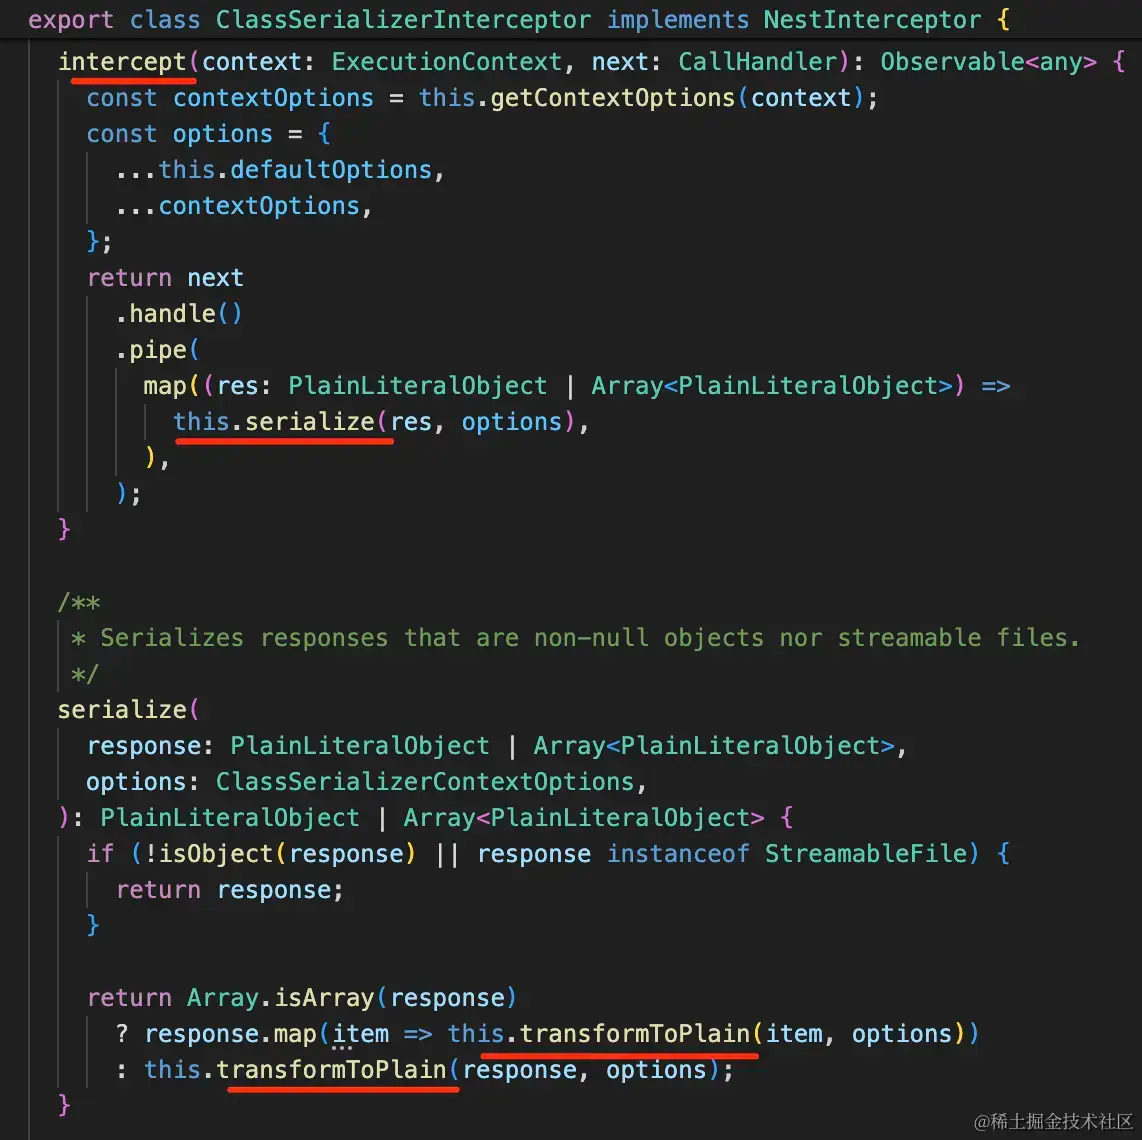 export class ClassSerializerInterceptor implements NestInterceptor {
intercept(context: ExecutionContext, next: CallHandler): Observable<any> {
const contextOptions = this.getContextOptions(context);
const options = {
...this.defaultOptions,
...contextOptions,
};
return next
.handle()
.pipe(
map((res: PlainLiteralObject | Array<PlainLiteralObject>) =>
this.serialize(res, options),
),
);
}
/**
* Serializes responses that are non-null objects nor streamable files.
*/
serialize(
response: PlainLiteralObject | Array<PlainLiteralObject>,
options: ClassSerializerContextOptions,
): PlainLiteralObject | Array<PlainLiteralObject> {
if (!isObject(response) || response instanceof StreamableFile) {
return response;
}
return Array.isArray(response)
? response.map(item => this.transformToPlain(item, options))
: this.transformToPlain(response, options);
}
@稀土掘金技术社区